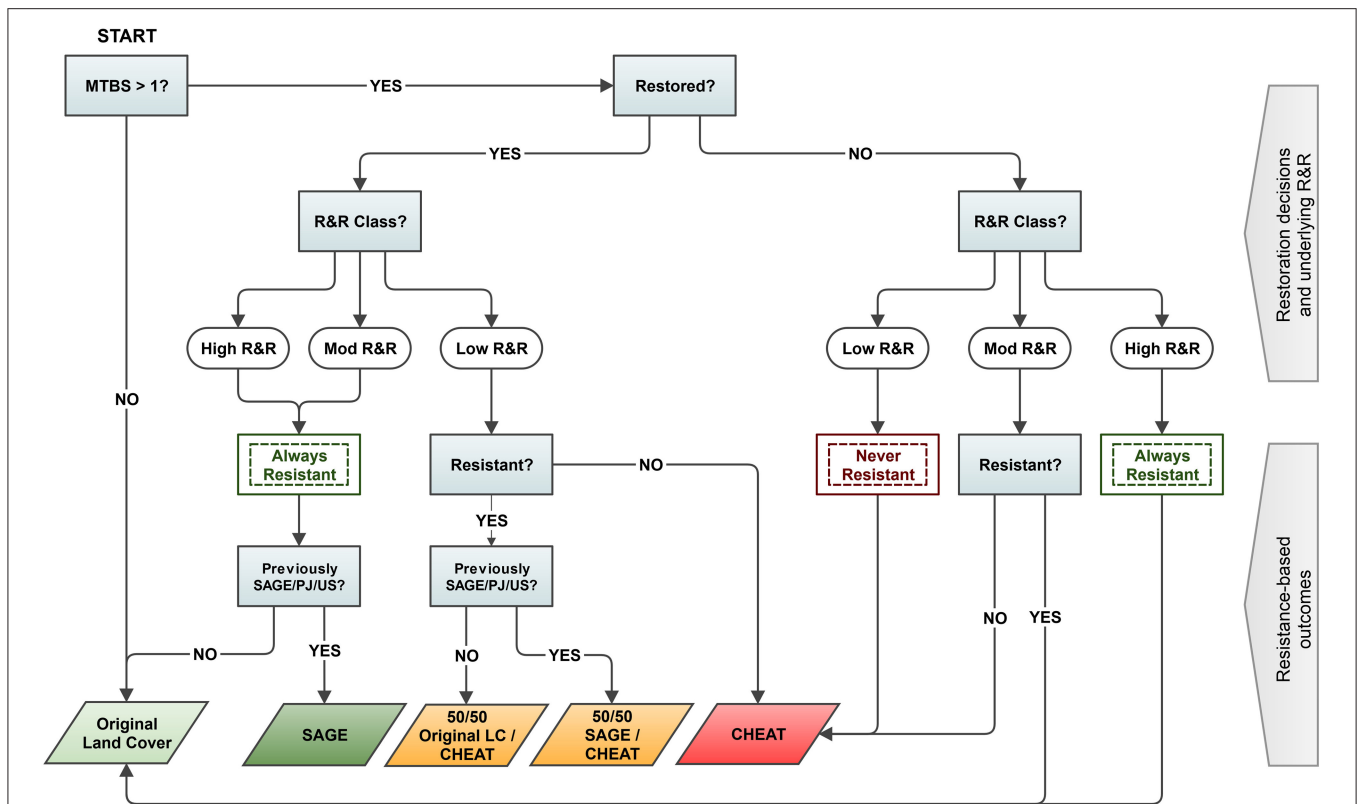 START
MTBS > 1?
YES
Restored?
YES
NO
R&R Class?
R&R Class?
High R&R
Mod R&R
Low R&R
Low R&R
Mod R&R
High R&R
Restoration decisions
and underlying R&R
NO
Always
Resistant
Resistant?
NO
Never
Resistant
Resistant?
Always
Resistant
YES
Previously
SAGE/PJ/US?
Previously
SAGE/PJ/US?
NO
YES
NO
YES
NO
YES
Resistance-based
outcomes
Original
Land Cover
SAGE
50/50
Original LC /
CHEAT
50/50
SAGE /
CHEAT
CHEAT